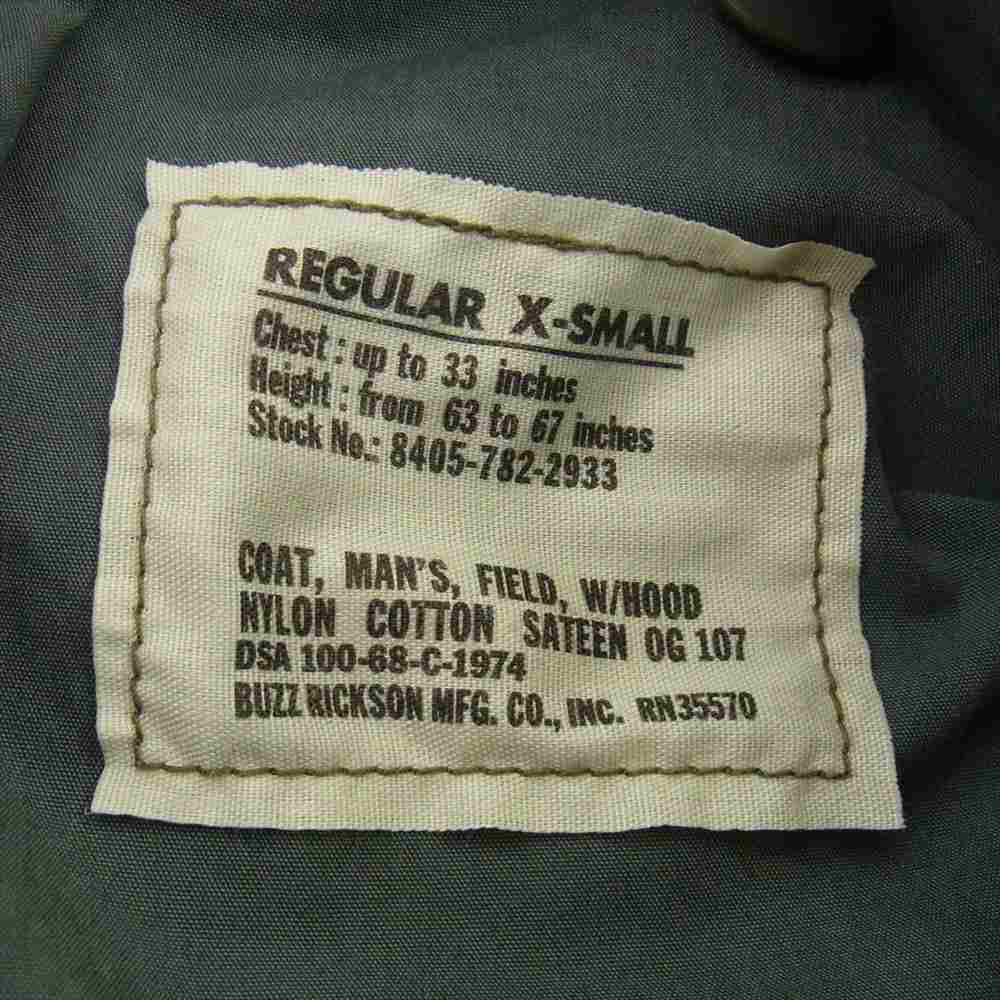 REGULAR X-SMALL
Chest : up to 33 inches
Height : from 63 to 67 inches
Stock No.: 8405-782-2933
COAT, MAN'S, FIELD, W/HOOD
NYLON COTTON SATEEN OG 107
DSA 100-68-C-1974
BUZZ RICKSON MFG. CO., INC. RN35570